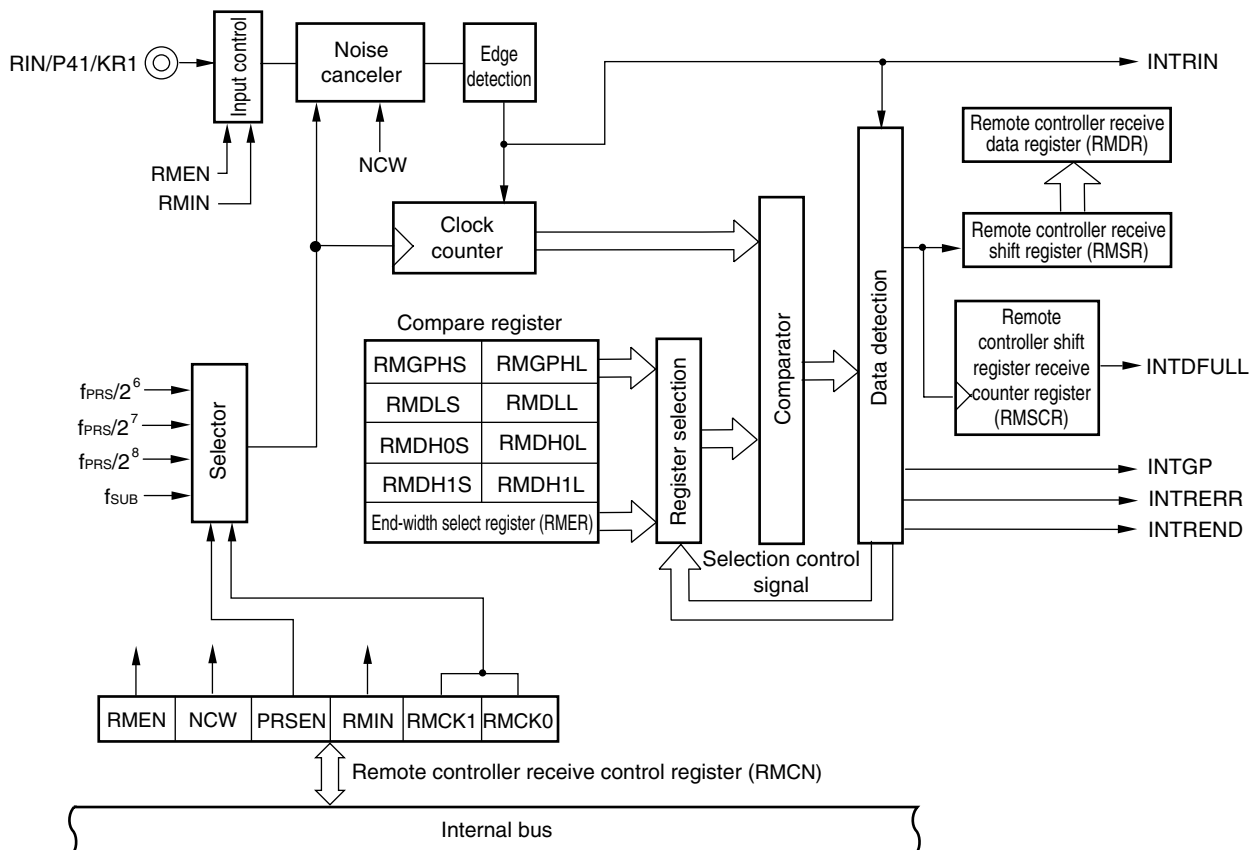 RIN/P41/KR1
Input control
Noise
canceler
Edge
detection
INTRIN
RMEN
RMIN
NCW
Remote controller receive
data register (RMDR)
Clock
counter
Remote controller receive
shift register (RMSR)
Compare register
RMGPHS RMGPHL
RMDLS RMDLL
RMDH0S RMDH0L
RMDH1S RMDH1L
End-width select register (RMER)
Register selection
Comparator
Data detection
Remote
controller shift
register receive
counter register
(RMSCR)
INTDFULL
INTGP
INTRERR
INTREND
Selection control
signal
fPRS/2^6
fPRS/2^7
fPRS/2^8
fSUB
Selector
RMEN NCW PRSEN RMIN RMCK1 RMCK0
Remote controller receive control register (RMCN)
Internal bus